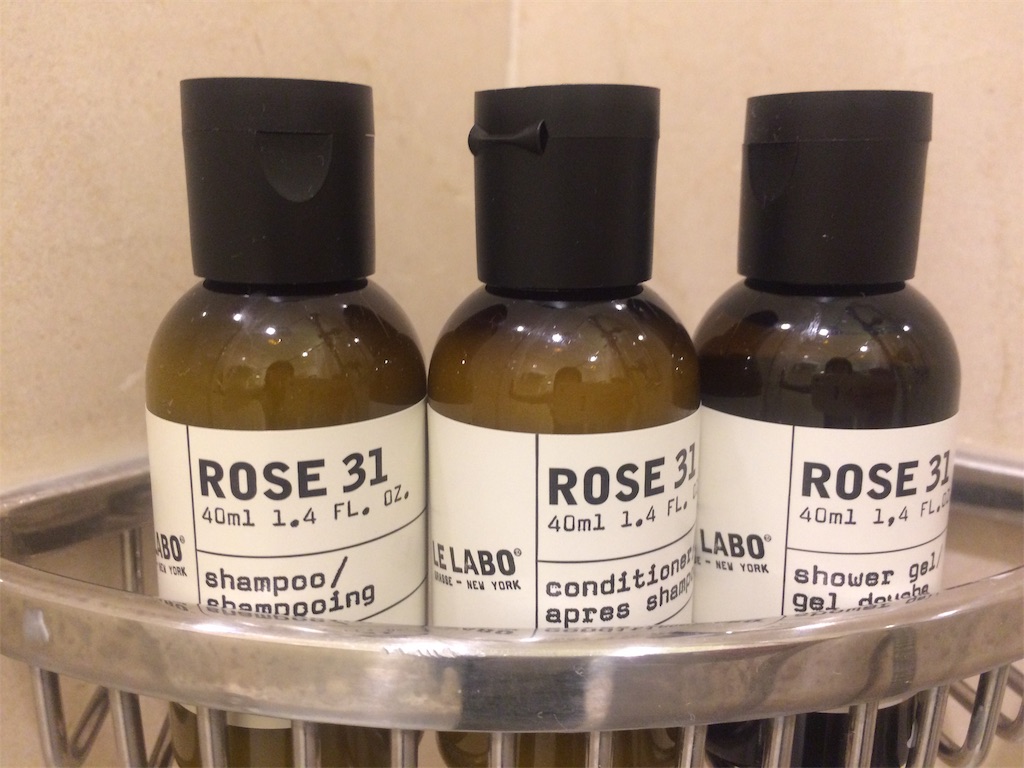 ROSE 31
40ml 1.4 FL. OZ.
LABO®
NEW YORK
shampoo/
shampooing
ROSE 31
40ml 1.4 FL.
LE LABO®
GRASSE - NEW YORK
conditioner
apres shampo
ROSE 31
40ml 1,4 FL.OZ
LABO®
- NEW YORK
shower gel/
gel douche